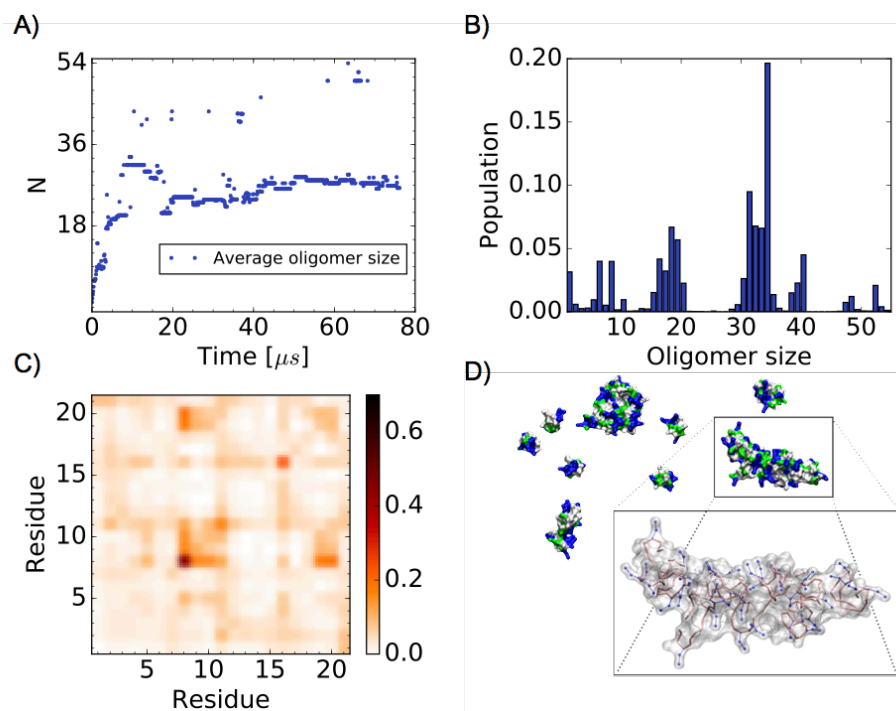 A)
54
36
18
N
Average oligomer size
0
20
40
60
80
Time [μs]
B)
0.20
0.15
0.10
0.05
0.00
Population
10
20
30
40
50
Oligomer size
C)
20
15
10
5
Residue
5
10
15
20
Residue
0.6
0.4
0.2
0.0
D)